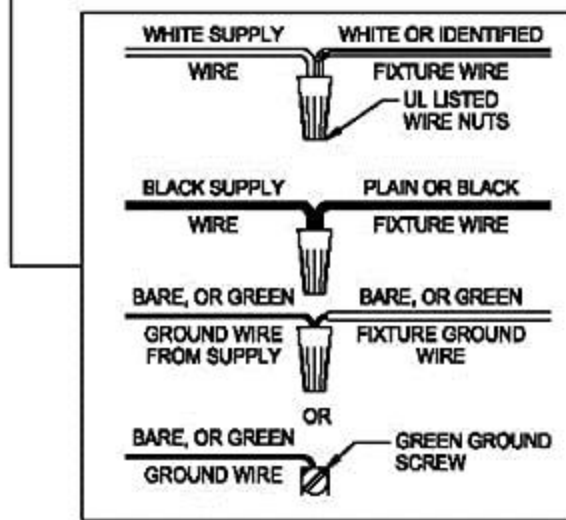 WHITE SUPPLY WHITE OR IDENTIFIED
WIRE FIXTURE WIRE
UL LISTED
WIRE NUTS
BLACK SUPPLY PLAIN OR BLACK
WIRE FIXTURE WIRE
BARE, OR GREEN BARE, OR GREEN
GROUND WIRE FIXTURE GROUND
FROM SUPPLY WIRE
OR
BARE, OR GREEN GREEN GROUND
GROUND WIRE SCREW